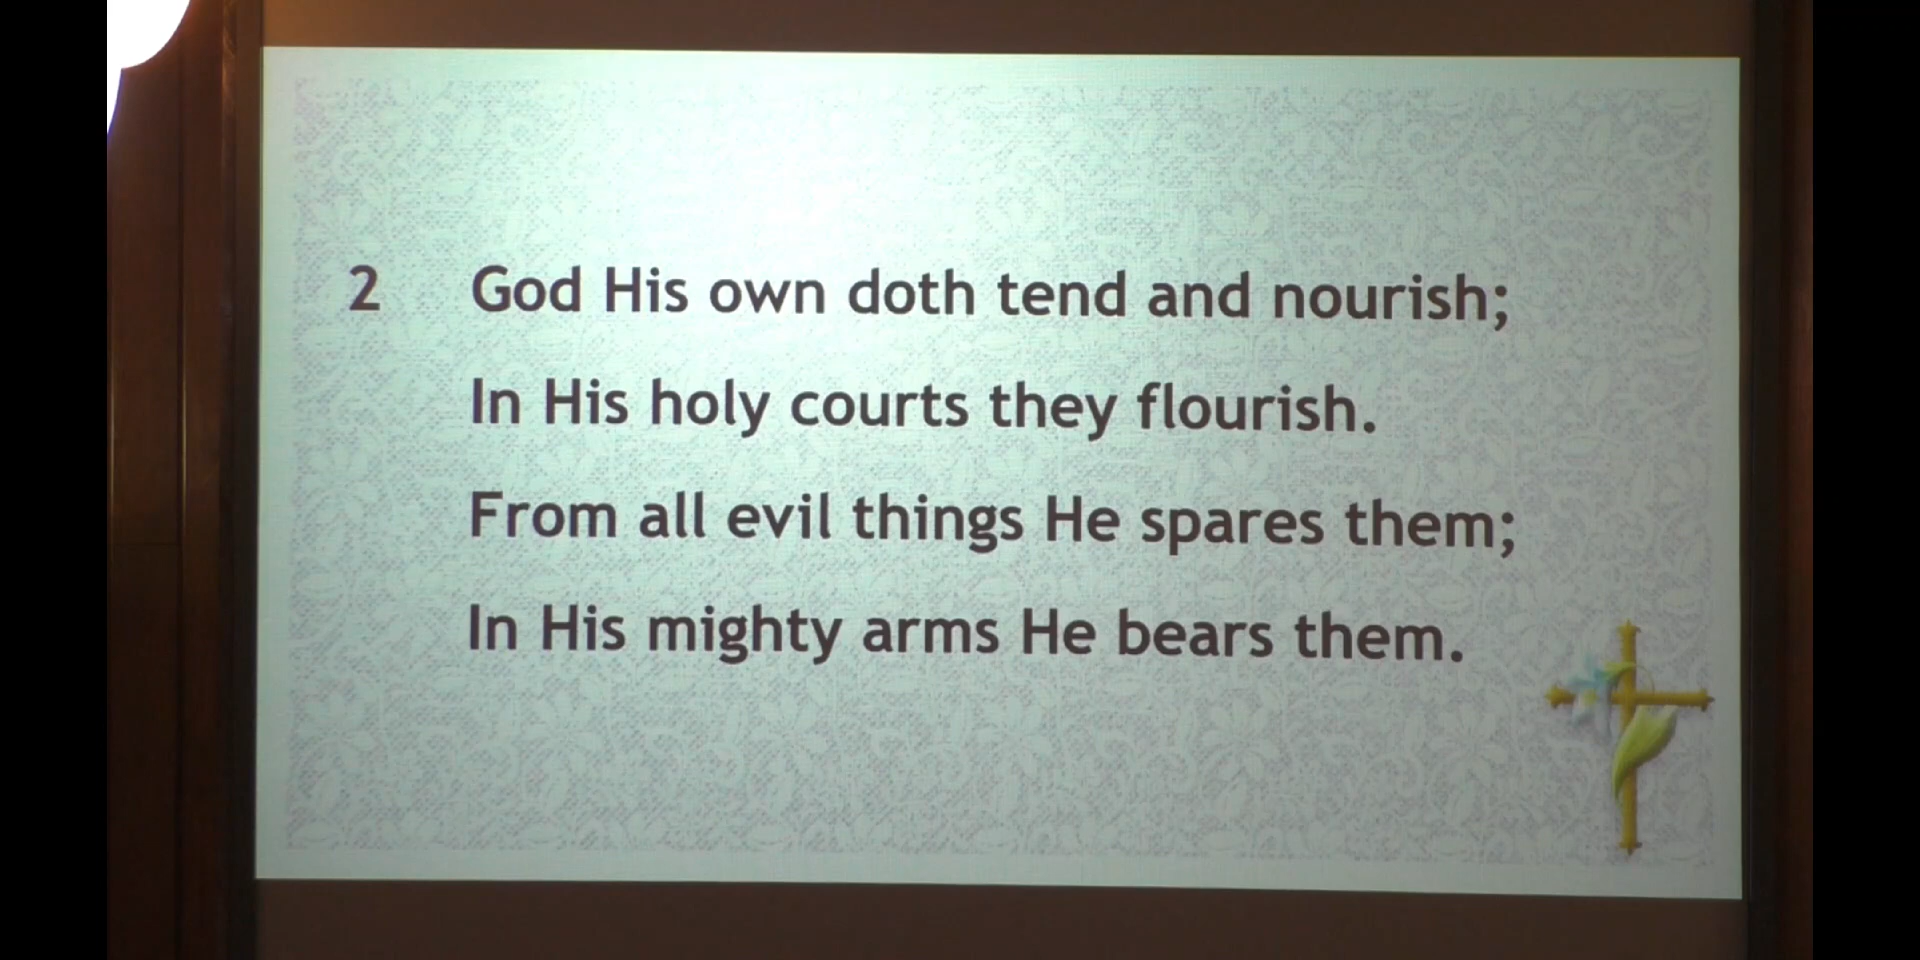 2 God His own doth tend and nourish;
In His holy courts they flourish.
From all evil things He spares them;
In His mighty arms He bears them.